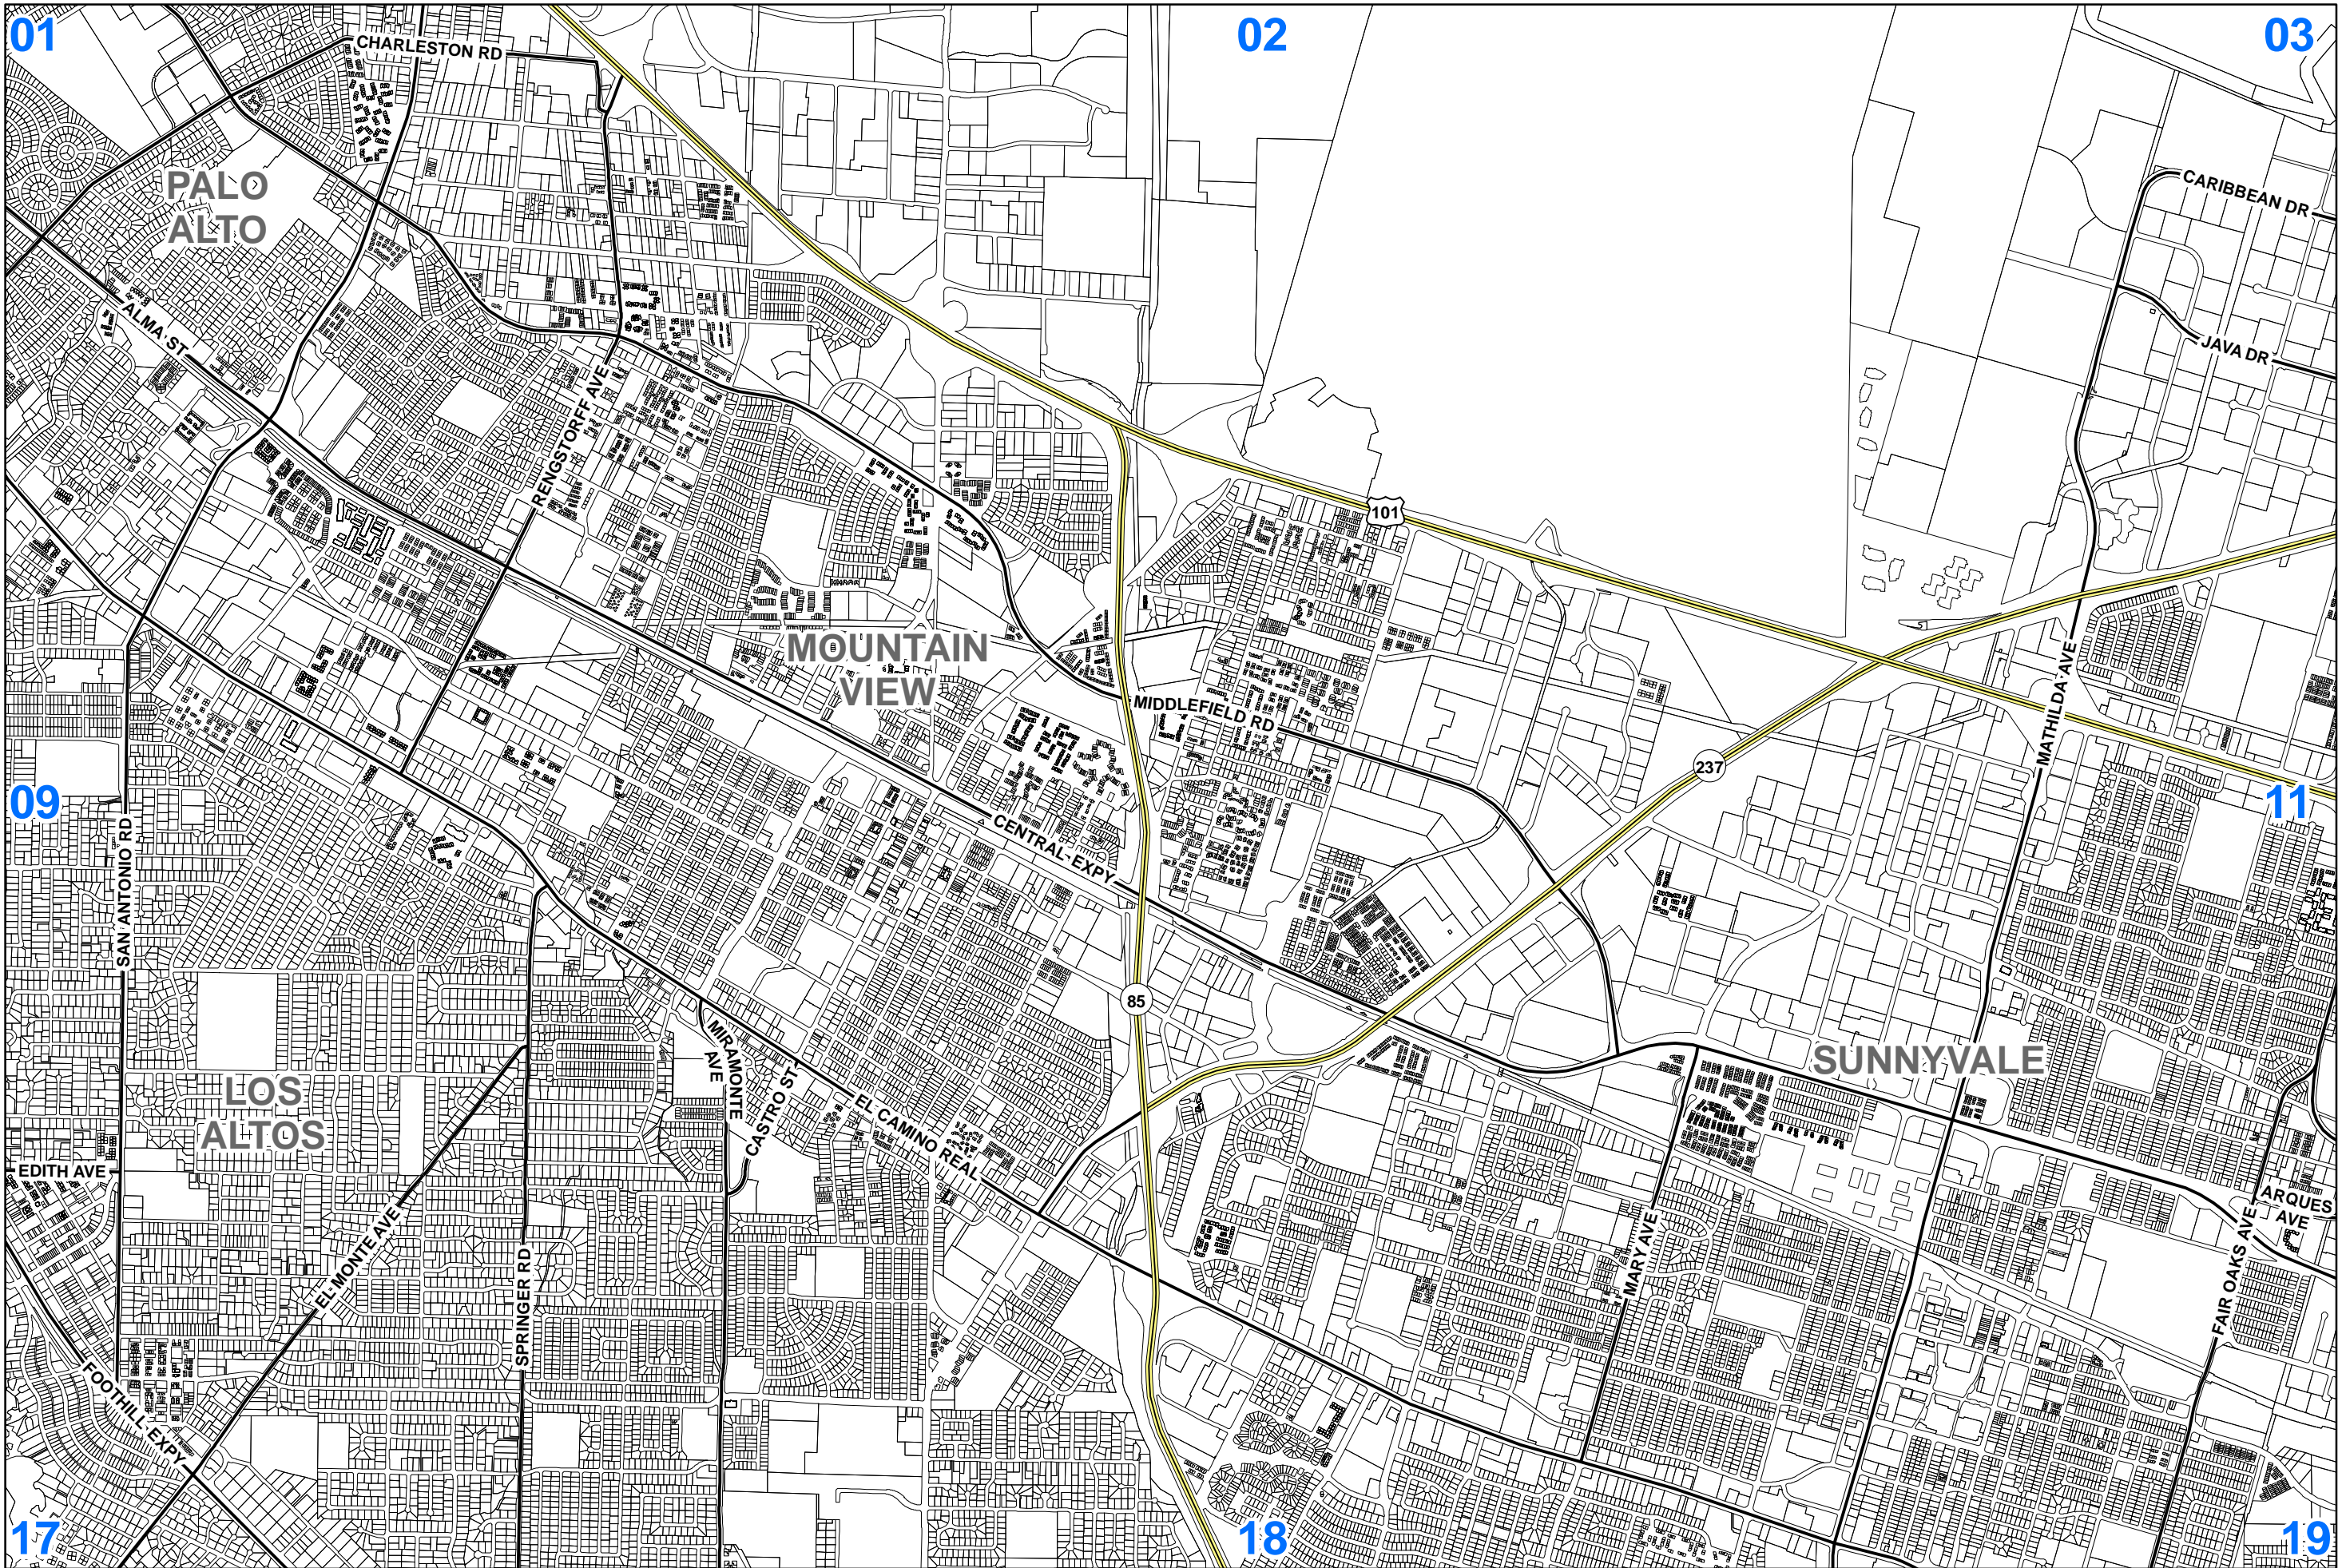 01
02
03
CHARLESTON RD
PALO
ALTO
CARIBBEAN DR
ALMA ST
JAVA DR
RENGSTORFF AVE
101
MOUNTAIN
VIEW
MIDDLEFIELD RD
MATHILDA AVE
237
09
11
SAN ANTONIO RD
CENTRAL EXPY
85
MIRAMONTE
AVE
CASTRO ST
SUNNYVALE
LOS
ALTOS
EL CAMINO REAL
EDITH AVE
ARQUES
AVE
EL MONTE AVE
SPRINGER RD
MARY AVE
FAIR OAKS AVE
FOOTHILL EXPY
17
18
19